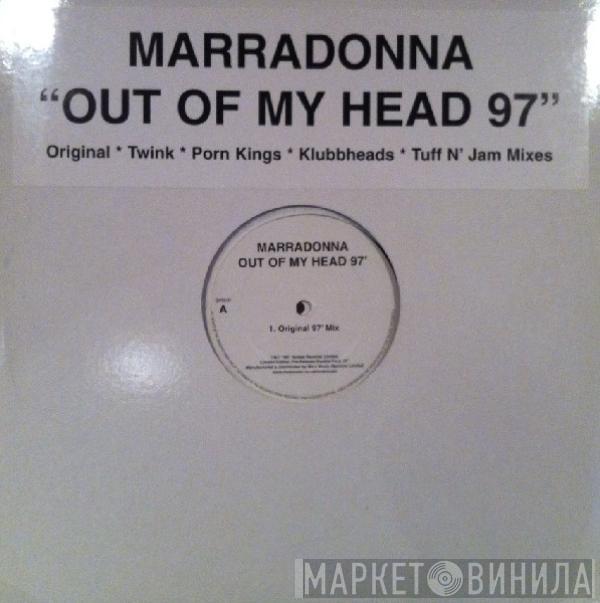 MARRADONNA
“OUT OF MY HEAD 97”
Original * Twink * Porn Kings * Klubbheads * Tuff N' Jam Mixes
MARRADONNA
OUT OF MY HEAD 97'
A
1. Original 97' Mix
МАРКЕТ ВИНИЛА